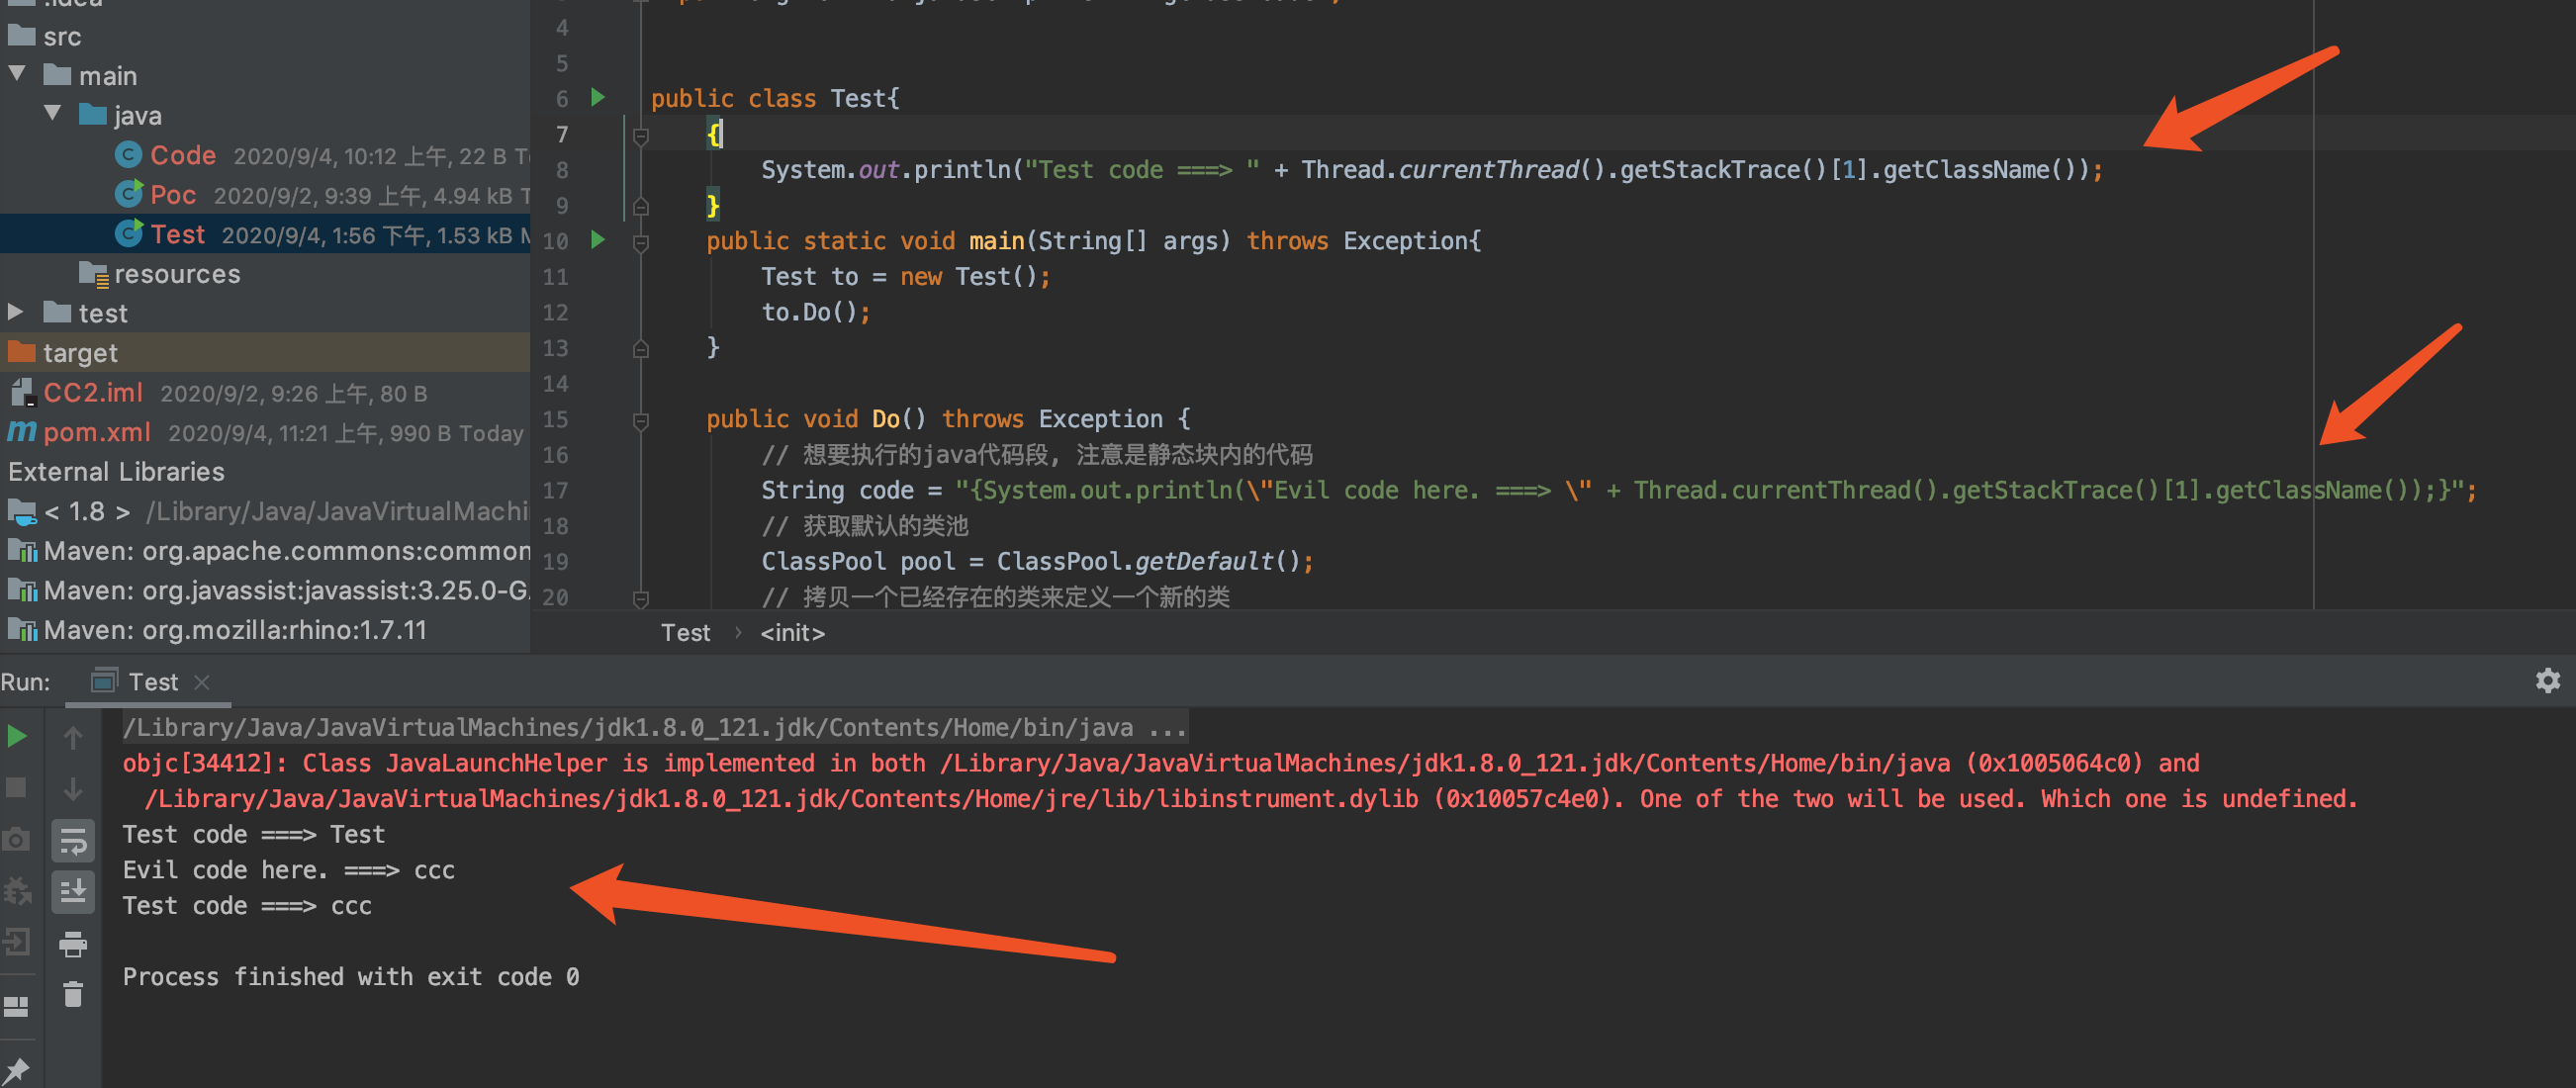 .idea
src
main
java
Code 2020/9/4, 10:12 上午, 22 B
Poc 2020/9/2, 9:39 上午, 4.94 kB
Test 2020/9/4, 1:56 下午, 1.53 kB
resources
test
target
CC2.iml 2020/9/2, 9:26 上午, 80 B
pom.xml 2020/9/4, 11:21 上午, 990 B Today
External Libraries
< 1.8 > /Library/Java/JavaVirtualMachi
Maven: org.apache.commons:common
Maven: org.javassist:javassist:3.25.0-G
Maven: org.mozilla:rhino:1.7.11
4
5
6 public class Test{
7 {
8 System.out.println("Test code ===> " + Thread.currentThread().getStackTrace()[1].getClassName());
9 }
10 public static void main(String[] args) throws Exception{
11 Test to = new Test();
12 to.Do();
13 }
14
15 public void Do() throws Exception {
16 // 想要执行的java代码段, 注意是静态块内的代码
17 String code = "{System.out.println(\"Evil code here. ===> \" + Thread.currentThread().getStackTrace()[1].getClassName());}";
18 // 获取默认的类池
19 ClassPool pool = ClassPool.getDefault();
20 // 拷贝一个已经存在的类来定义一个新的类
Test › <init>
Run: Test ×
/Library/Java/JavaVirtualMachines/jdk1.8.0_121.jdk/Contents/Home/bin/java ...
objc[34412]: Class JavaLaunchHelper is implemented in both /Library/Java/JavaVirtualMachines/jdk1.8.0_121.jdk/Contents/Home/bin/java (0x1005064c0) and
/Library/Java/JavaVirtualMachines/jdk1.8.0_121.jdk/Contents/Home/jre/lib/libinstrument.dylib (0x10057c4e0). One of the two will be used. Which one is undefined.
Test code ===> Test
Evil code here. ===> ccc
Test code ===> ccc
Process finished with exit code 0